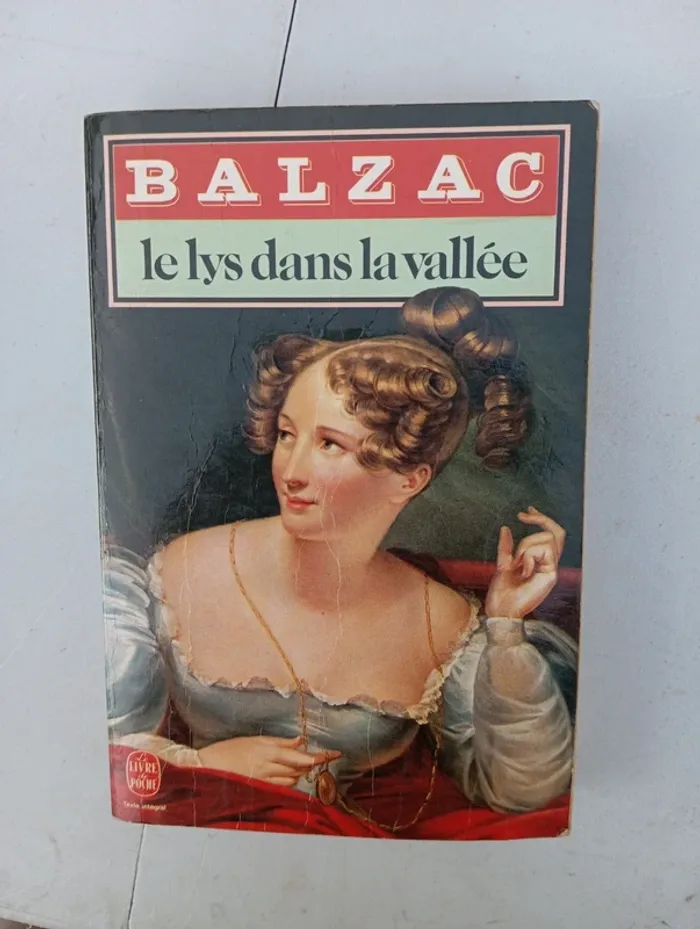 BALZAC
le lys dans la vallée
Le
LIVRE
de
POCHE
Texte intégral